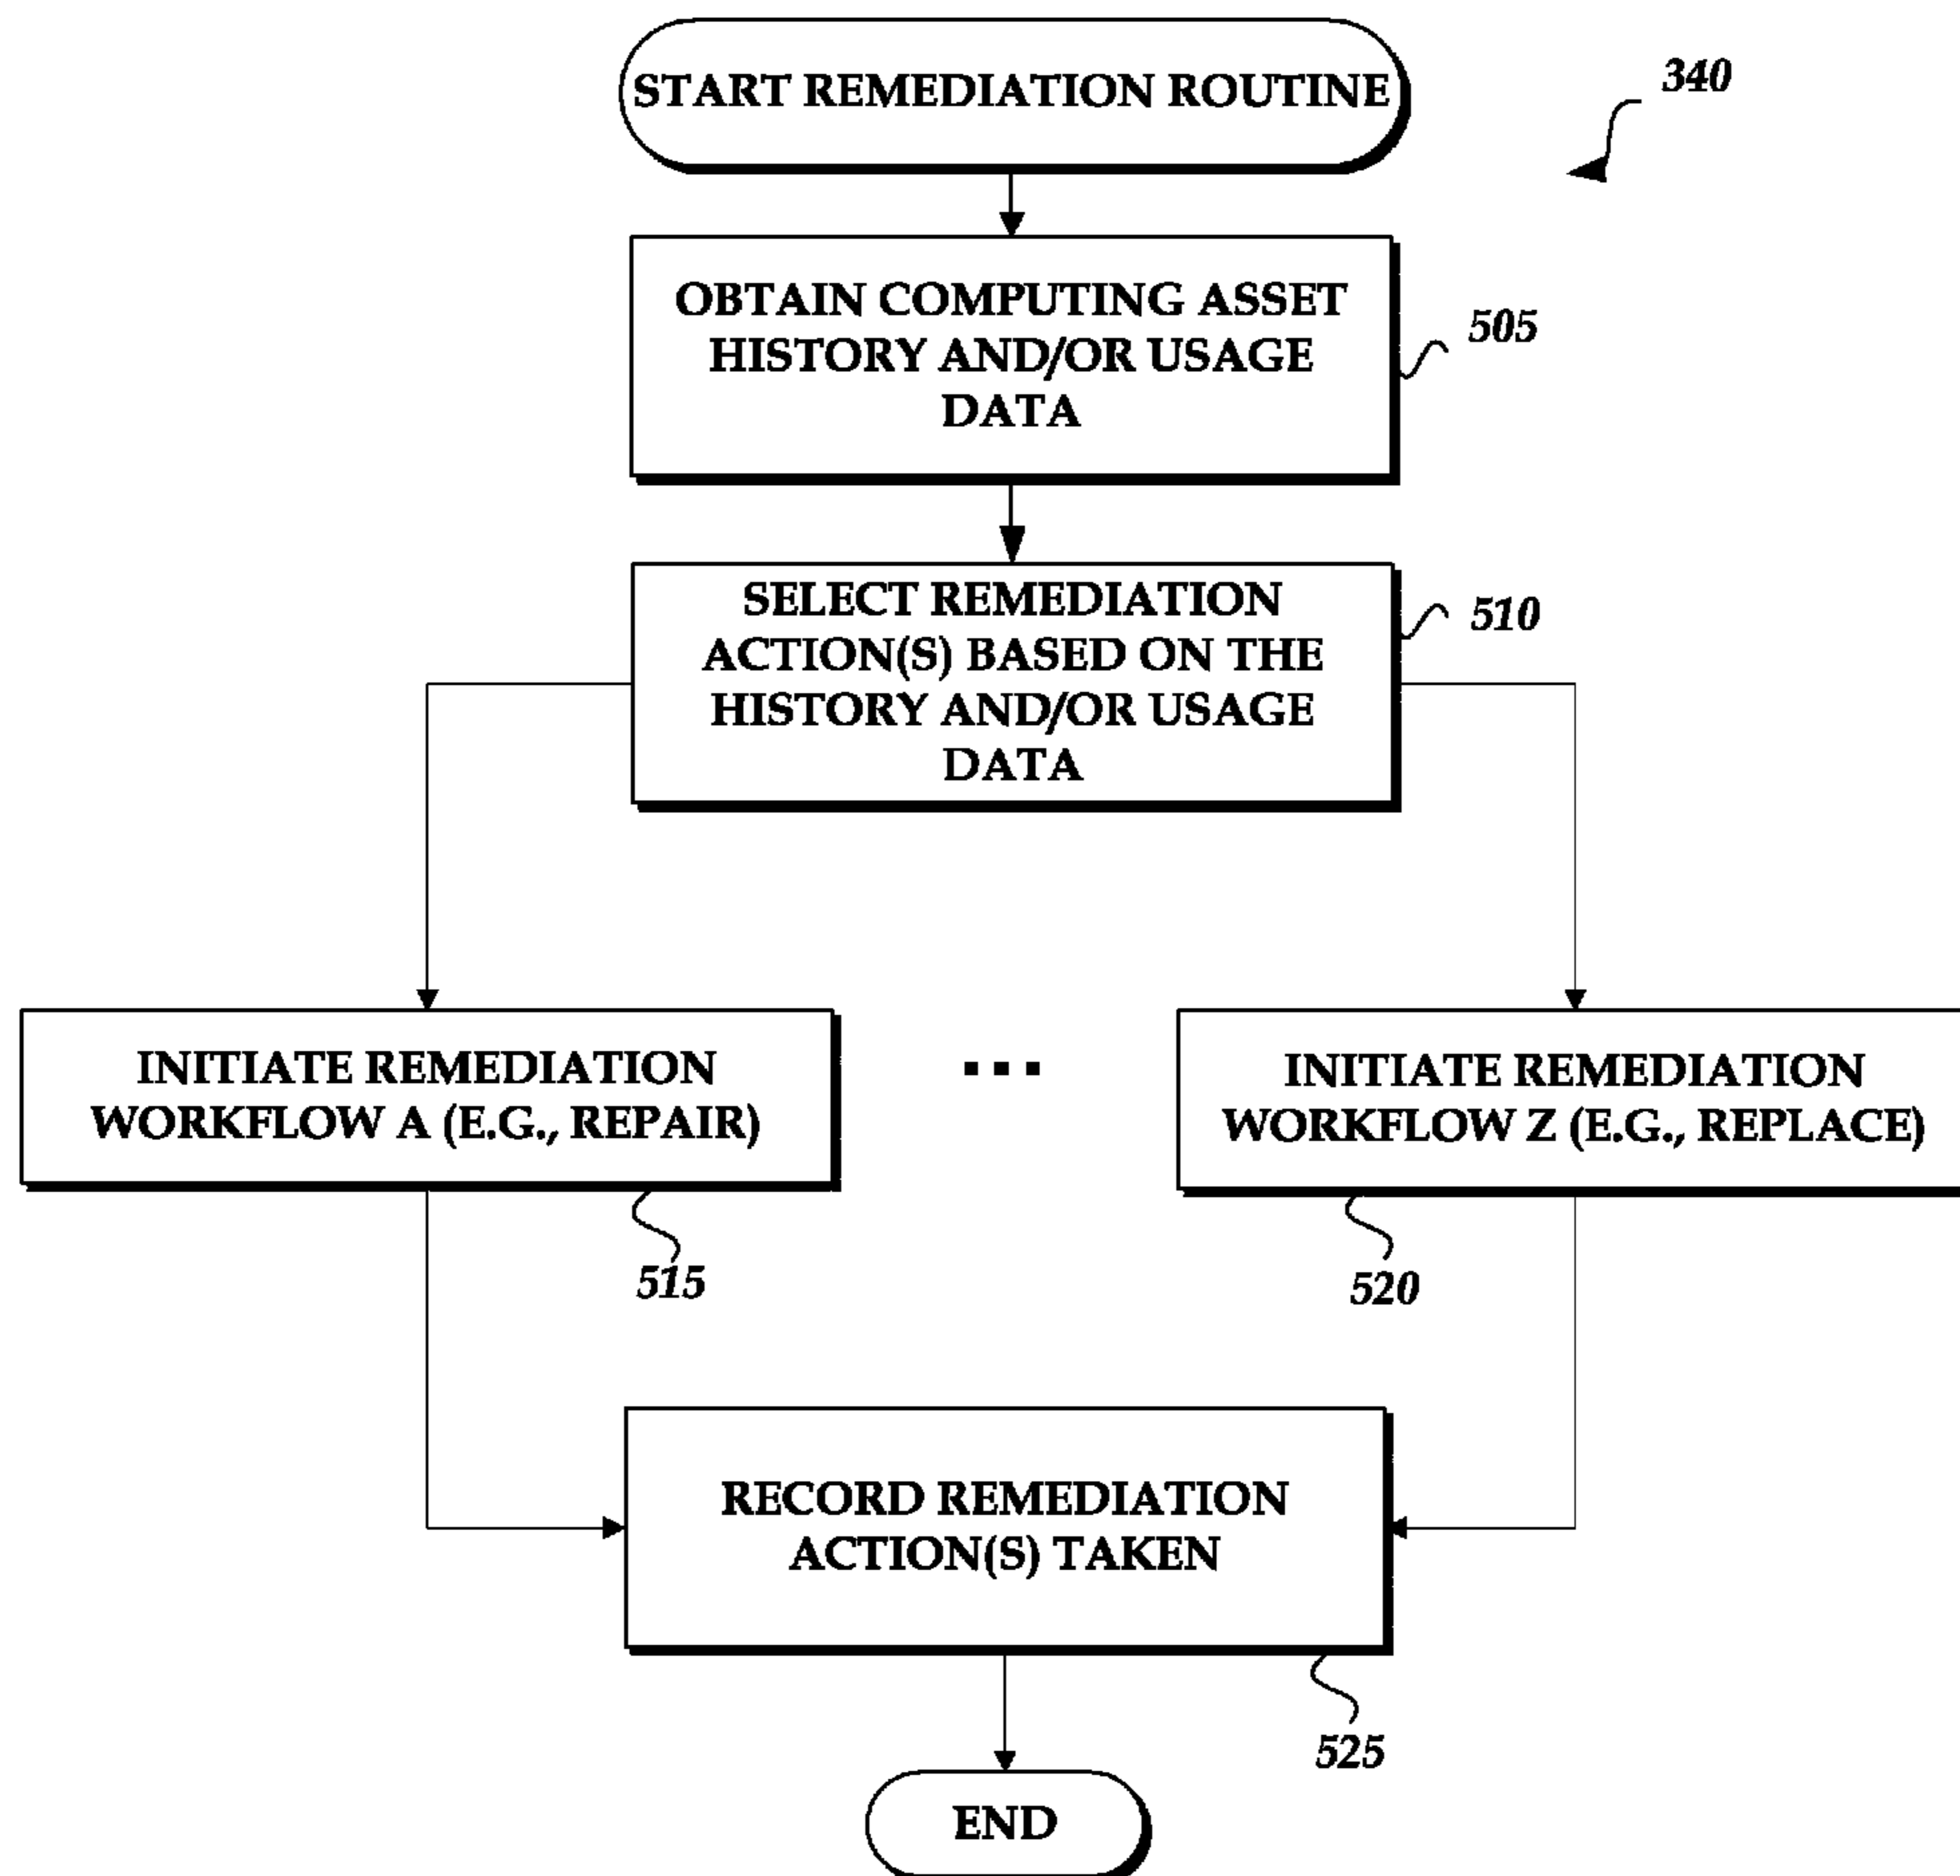 START REMEDIATION ROUTINE
340
OBTAIN COMPUTING ASSET
HISTORY AND/OR USAGE
DATA
505
SELECT REMEDIATION
ACTION(S) BASED ON THE
HISTORY AND/OR USAGE
DATA
510
INITIATE REMEDIATION
WORKFLOW A (E.G., REPAIR)
515
...
INITIATE REMEDIATION
WORKFLOW Z (E.G., REPLACE)
520
RECORD REMEDIATION
ACTION(S) TAKEN
525
END